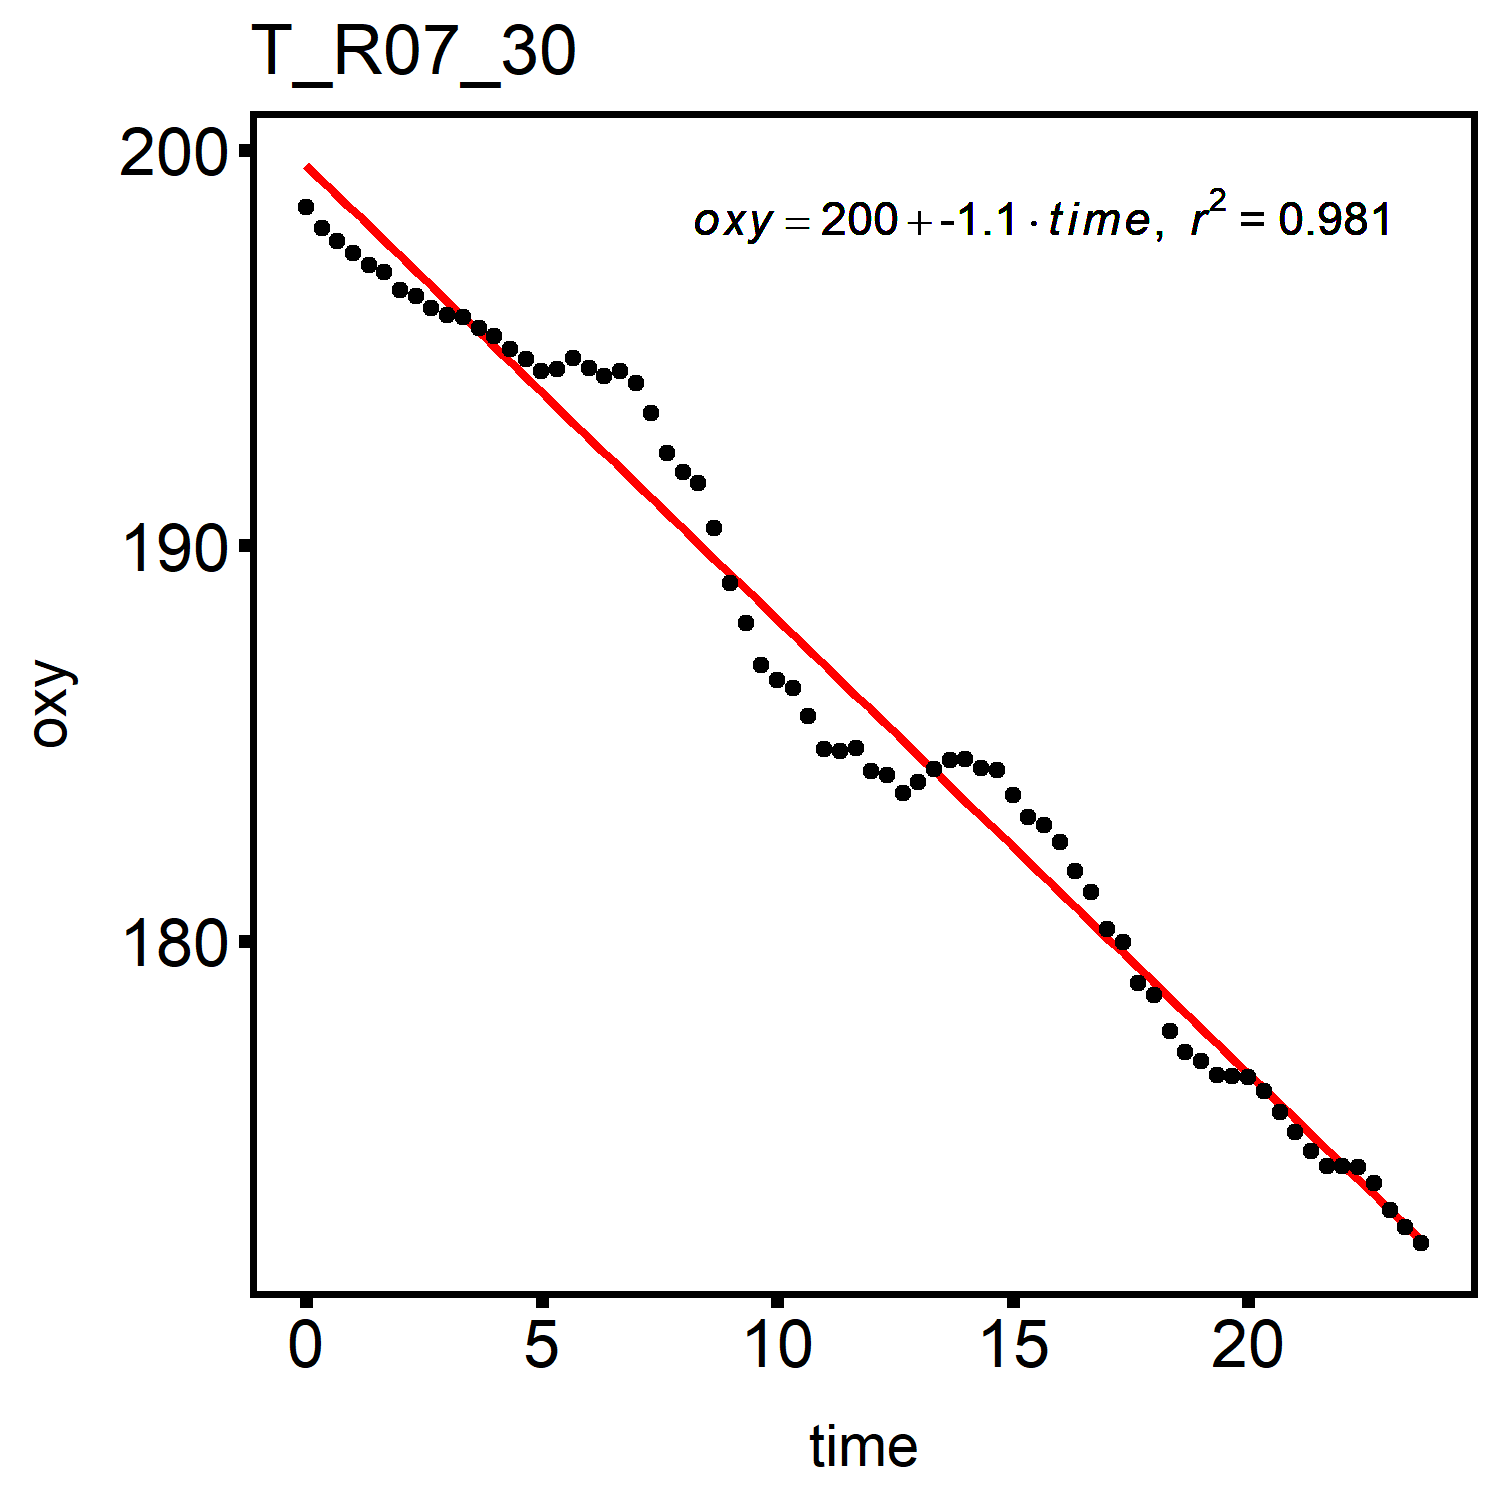 T_R07_30
200
oxy = 200 + -1.1 · time, r² = 0.981
190
oxy
180
0 5 10 15 20
time